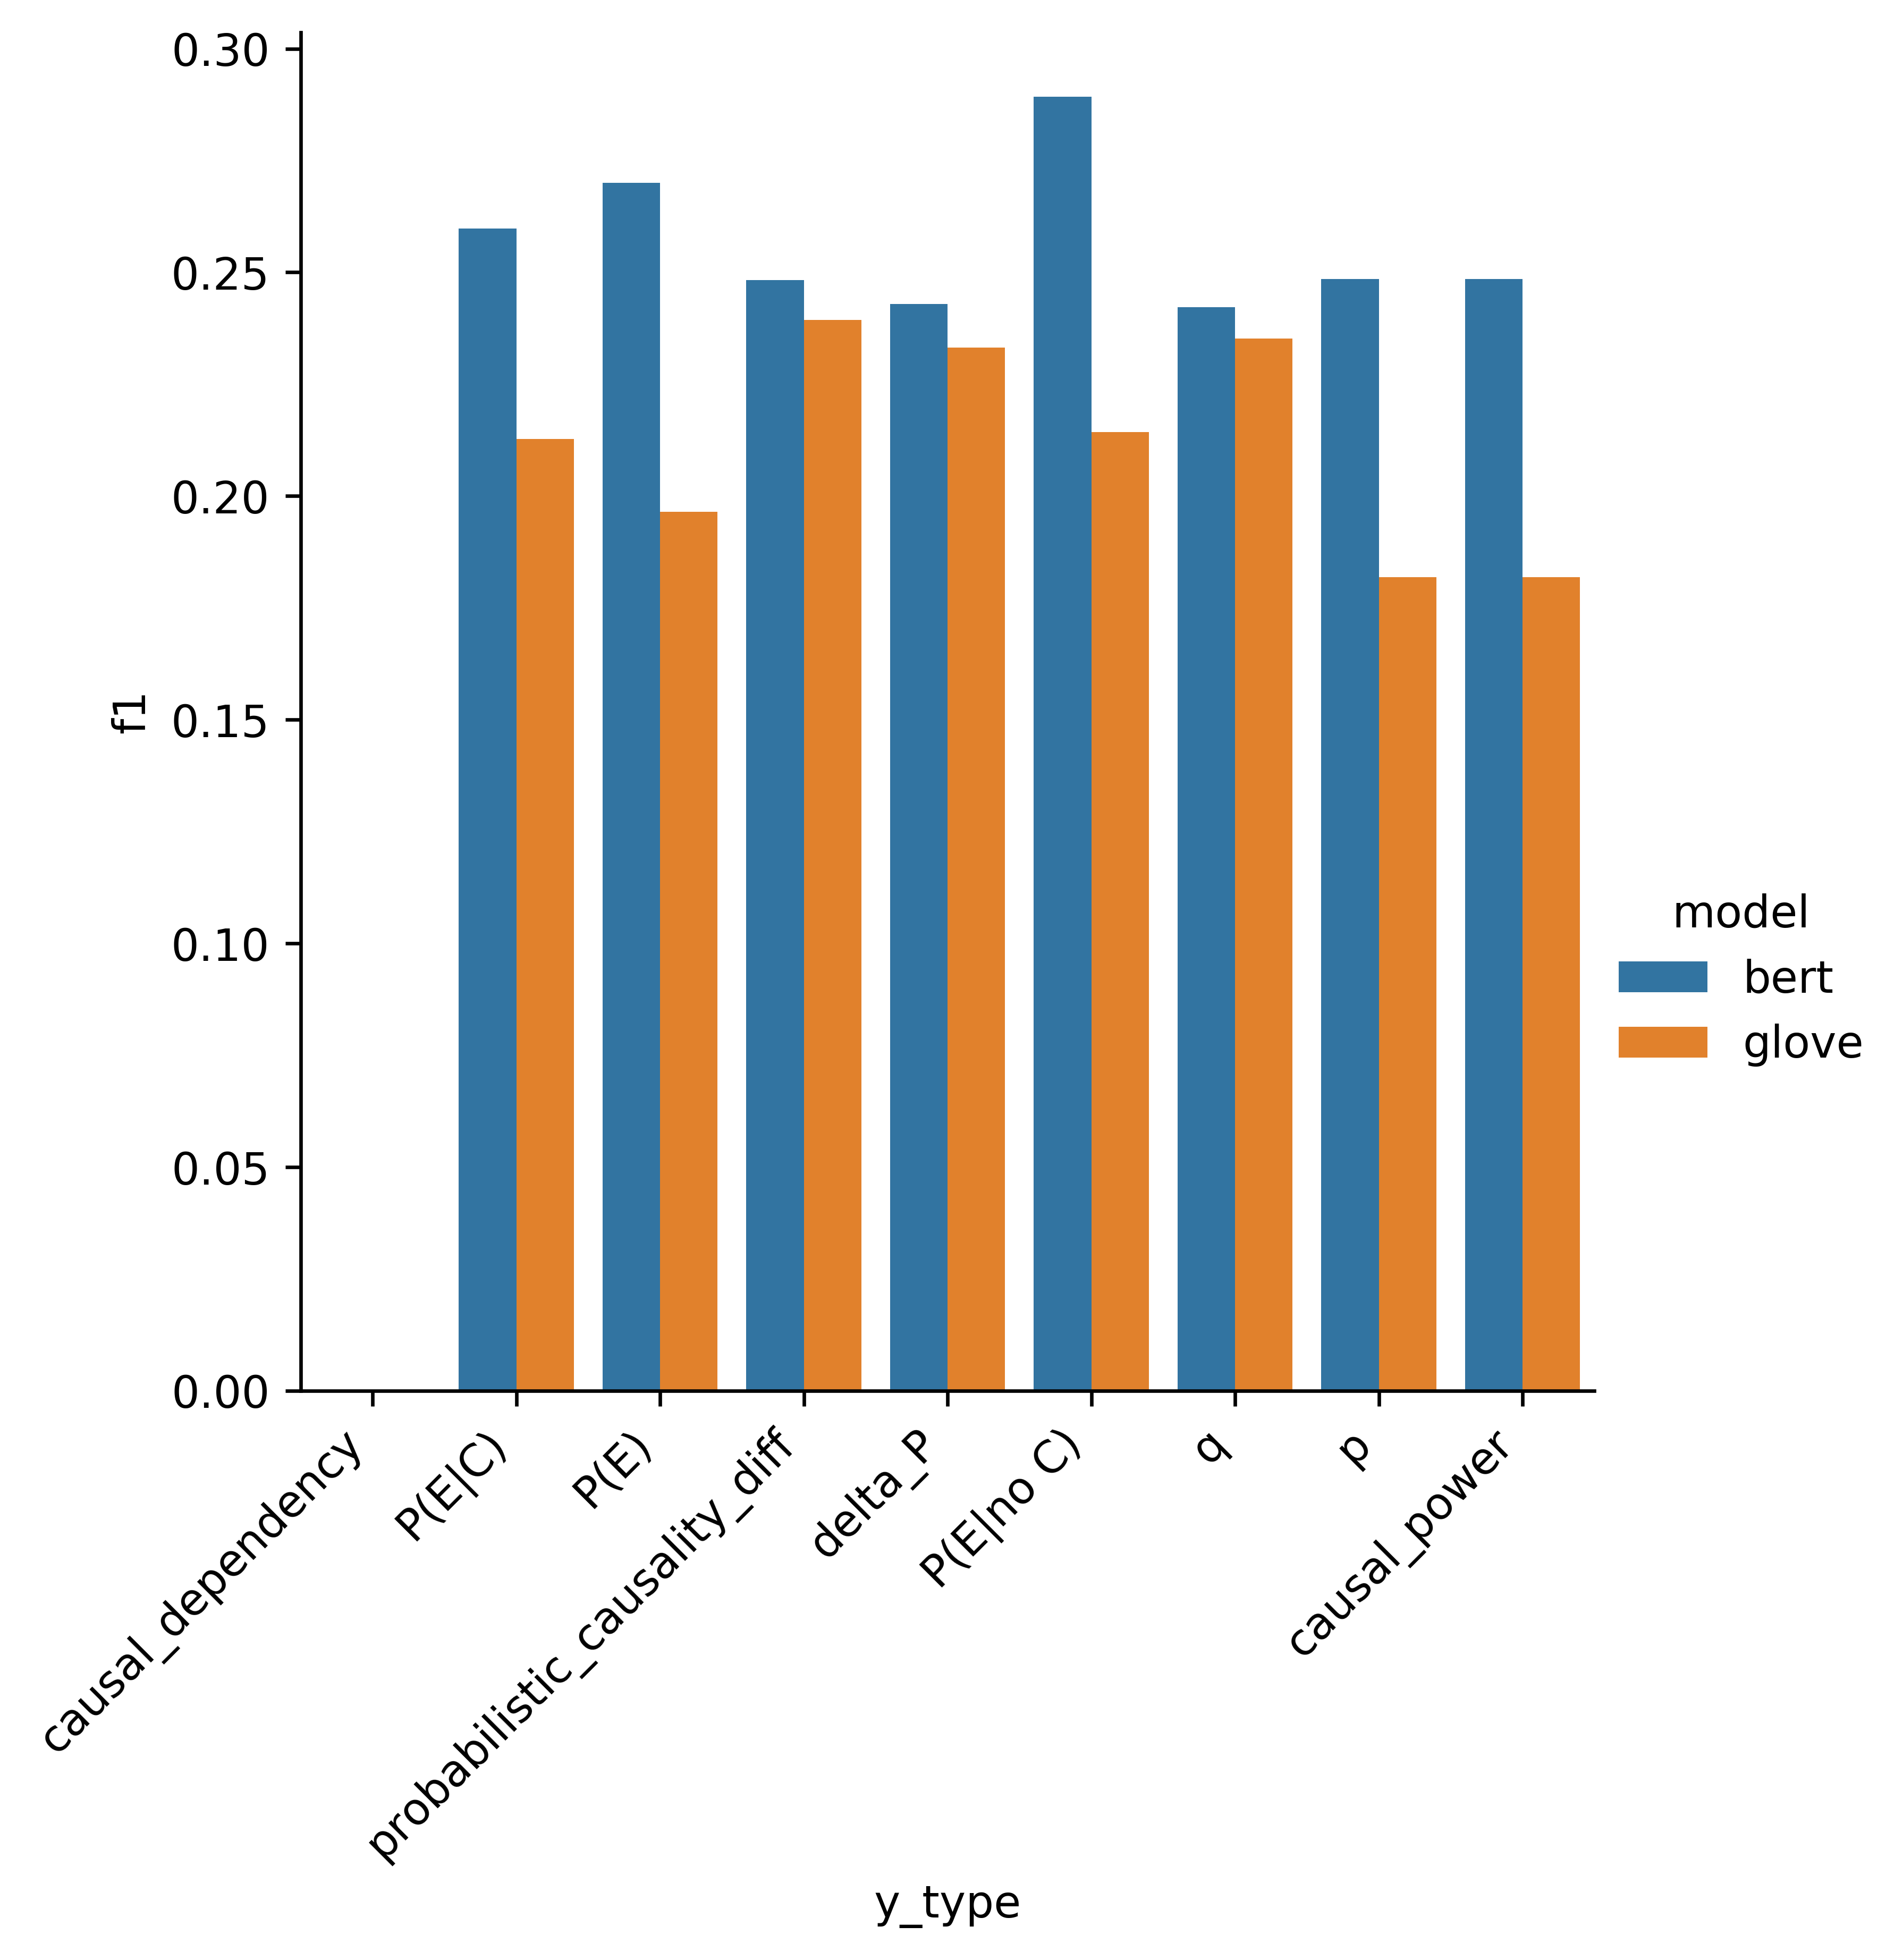 0.30
0.25
0.20
0.15
0.10
0.05
0.00
f1
causal_dependency
P(E|C)
P(E)
probabilistic_causality_diff
delta_P
P(E|no C)
q
p
causal_power
y_type
model
bert
glove